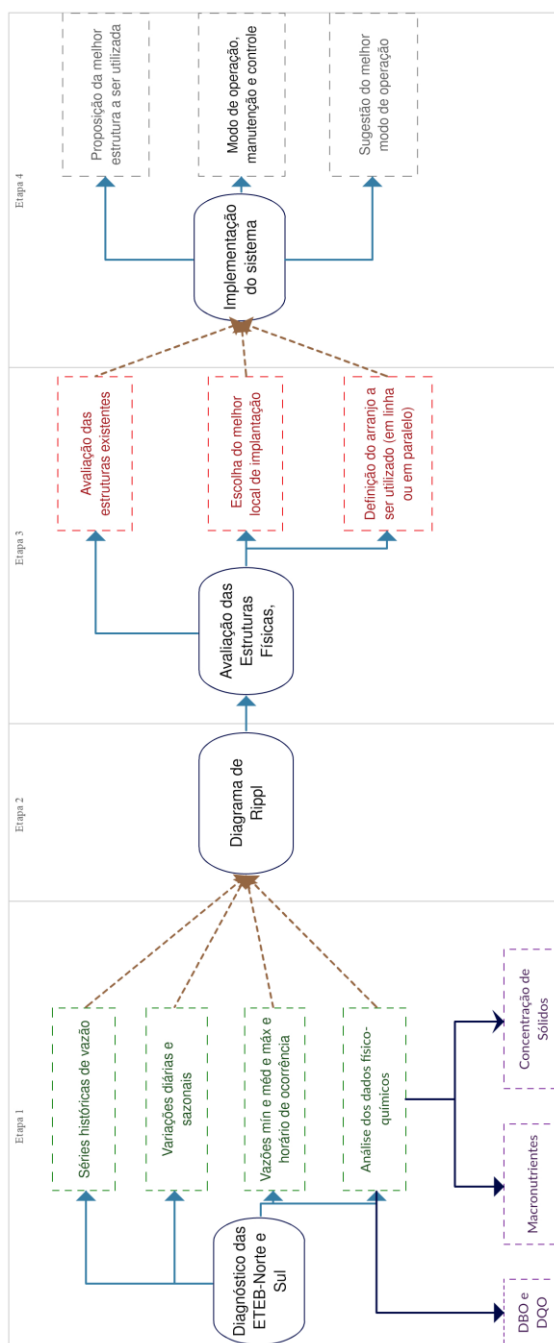 Etapa 1
Diagnóstico das
ETEB-Norte e
Sul
Séries históricas de vazão
Variações diárias e
sazonais
Vazões mín e méd e máx e
horário de ocorrência
Análise dos dados físico-
químicos
DBO e
DQO
Macronutrientes
Concentração de
Sólidos
Etapa 2
Diagrama de
Rippl
Etapa 3
Avaliação das
Estruturas
Físicas,
Avaliação das
estruturas existentes
Escolha do melhor
local de implantação
Definição do arranjo a
ser utilizado (em linha
ou em paralelo)
Etapa 4
Implementação
do sistema
Proposição da melhor
estrutura a ser utilizada
Modo de operação,
manutenção e controle
Sugestão do melhor
modo de operação